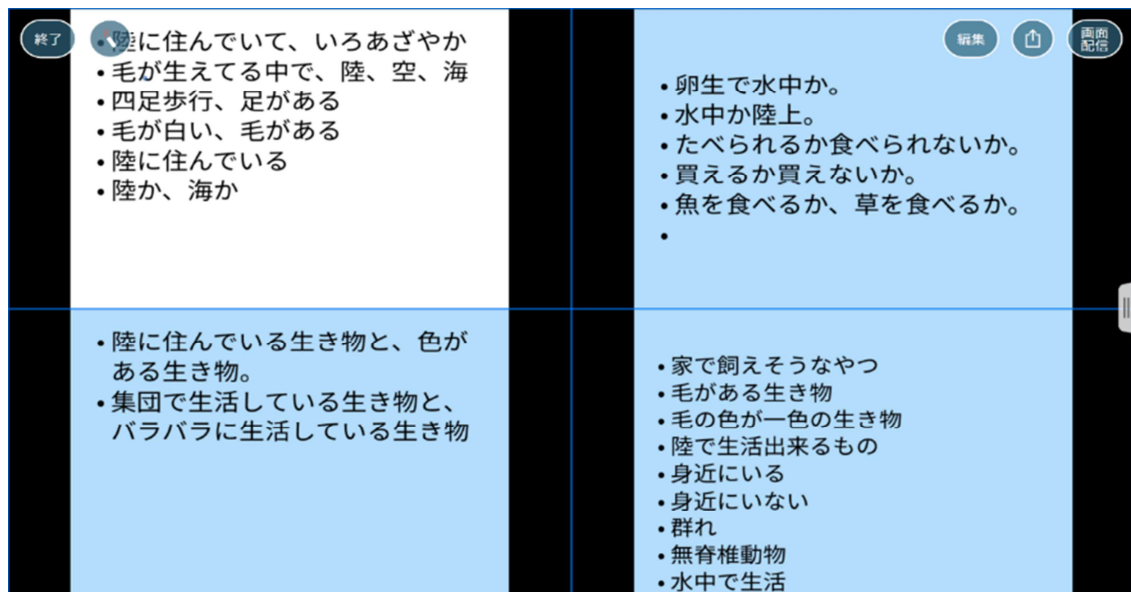 終了
• 陸に住んでいて、いろあざやか
• 毛が生えてる中で、陸、空、海
• 四足歩行、足がある
• 毛が白い、毛がある
• 陸に住んでいる
• 陸か、海か
編集
画面
配信
• 卵生で水中か。
• 水中か陸上。
• たべられるか食べられないか。
• 買えるか買えないか。
• 魚を食べるか、草を食べるか。
•
• 陸に住んでいる生き物と、色が
ある生き物。
• 集団で生活している生き物と、
バラバラに生活している生き物
• 家で飼えそうなやつ
• 毛がある生き物
• 毛の色が一色の生き物
• 陸で生活出来るもの
• 身近にいる
• 身近にいない
• 群れ
• 無脊椎動物
• 水中で生活